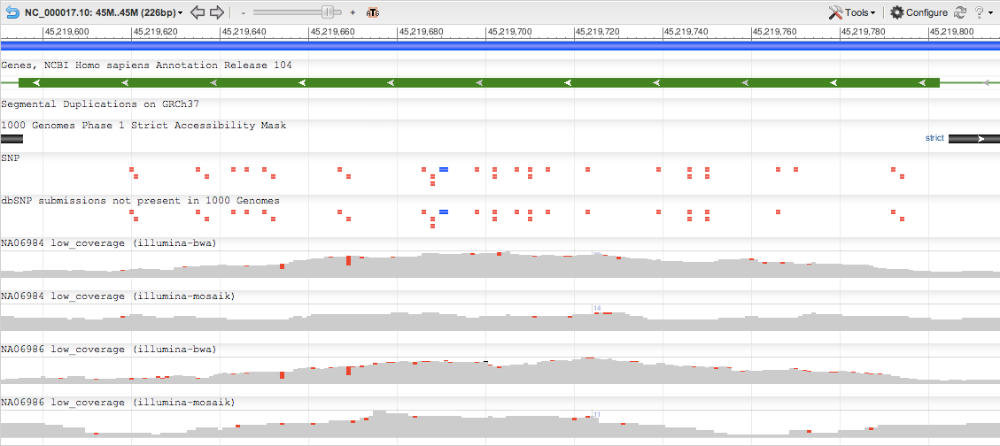 NC_000017.10: 45M..45M (226bp) - + ATG Tools Configure ?
45,219,600 45,219,620 45,219,640 45,219,660 45,219,680 45,219,700 45,219,720 45,219,740 45,219,760 45,219,780 45,219,800
Genes, NCBI Homo sapiens Annotation Release 104
Segmental Duplications on GRCh37
1000 Genomes Phase 1 Strict Accessibility Mask
strict
SNP
dbSNP submissions not present in 1000 Genomes
NA06984 low_coverage (illumina-bwa)
NA06984 low_coverage (illumina-mosaik)
14
NA06986 low_coverage (illumina-bwa)
NA06986 low_coverage (illumina-mosaik)
11